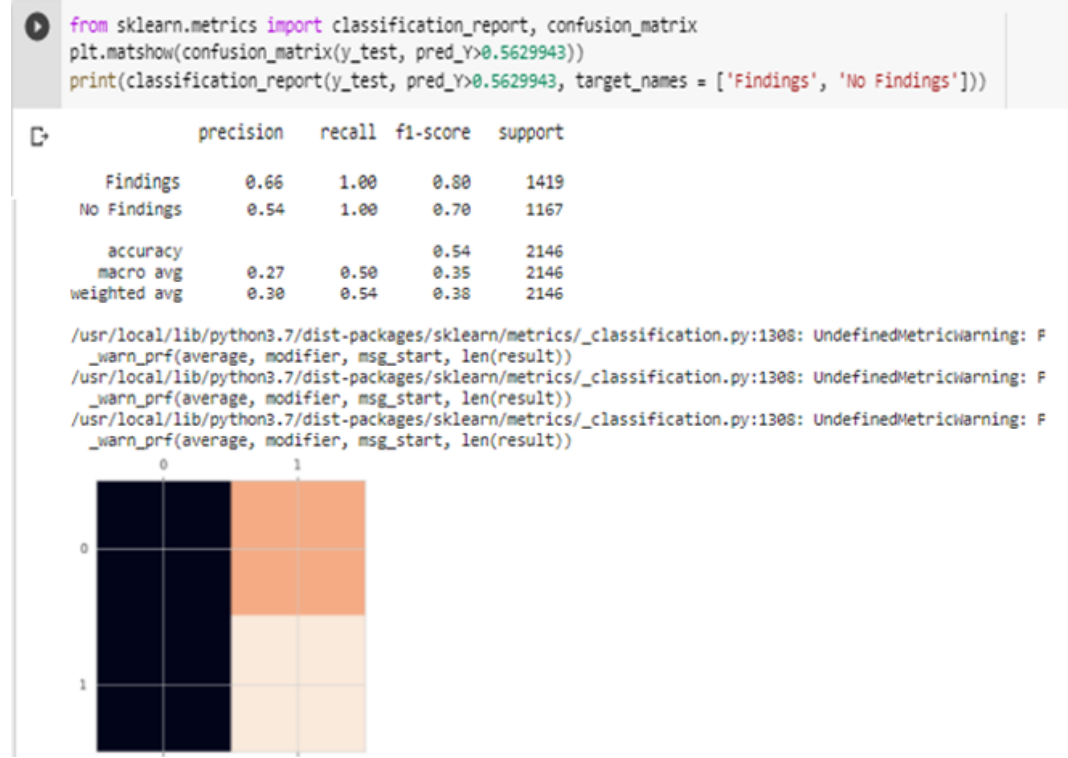 from sklearn.metrics import classification_report, confusion_matrix
plt.matshow(confusion_matrix(y_test, pred_Y>0.5629943))
print(classification_report(y_test, pred_Y>0.5629943, target_names = ['Findings', 'No Findings']))
precision recall f1-score support
Findings 0.66 1.00 0.80 1419
No Findings 0.54 1.00 0.70 1167
accuracy 0.54 2146
macro avg 0.27 0.50 0.35 2146
weighted avg 0.30 0.54 0.38 2146
/usr/local/lib/python3.7/dist-packages/sklearn/metrics/_classification.py:1308: UndefinedMetricWarning: F
_warn_prf(average, modifier, msg_start, len(result))
/usr/local/lib/python3.7/dist-packages/sklearn/metrics/_classification.py:1308: UndefinedMetricWarning: F
_warn_prf(average, modifier, msg_start, len(result))
/usr/local/lib/python3.7/dist-packages/sklearn/metrics/_classification.py:1308: UndefinedMetricWarning: F
_warn_prf(average, modifier, msg_start, len(result))
0 1
0
1